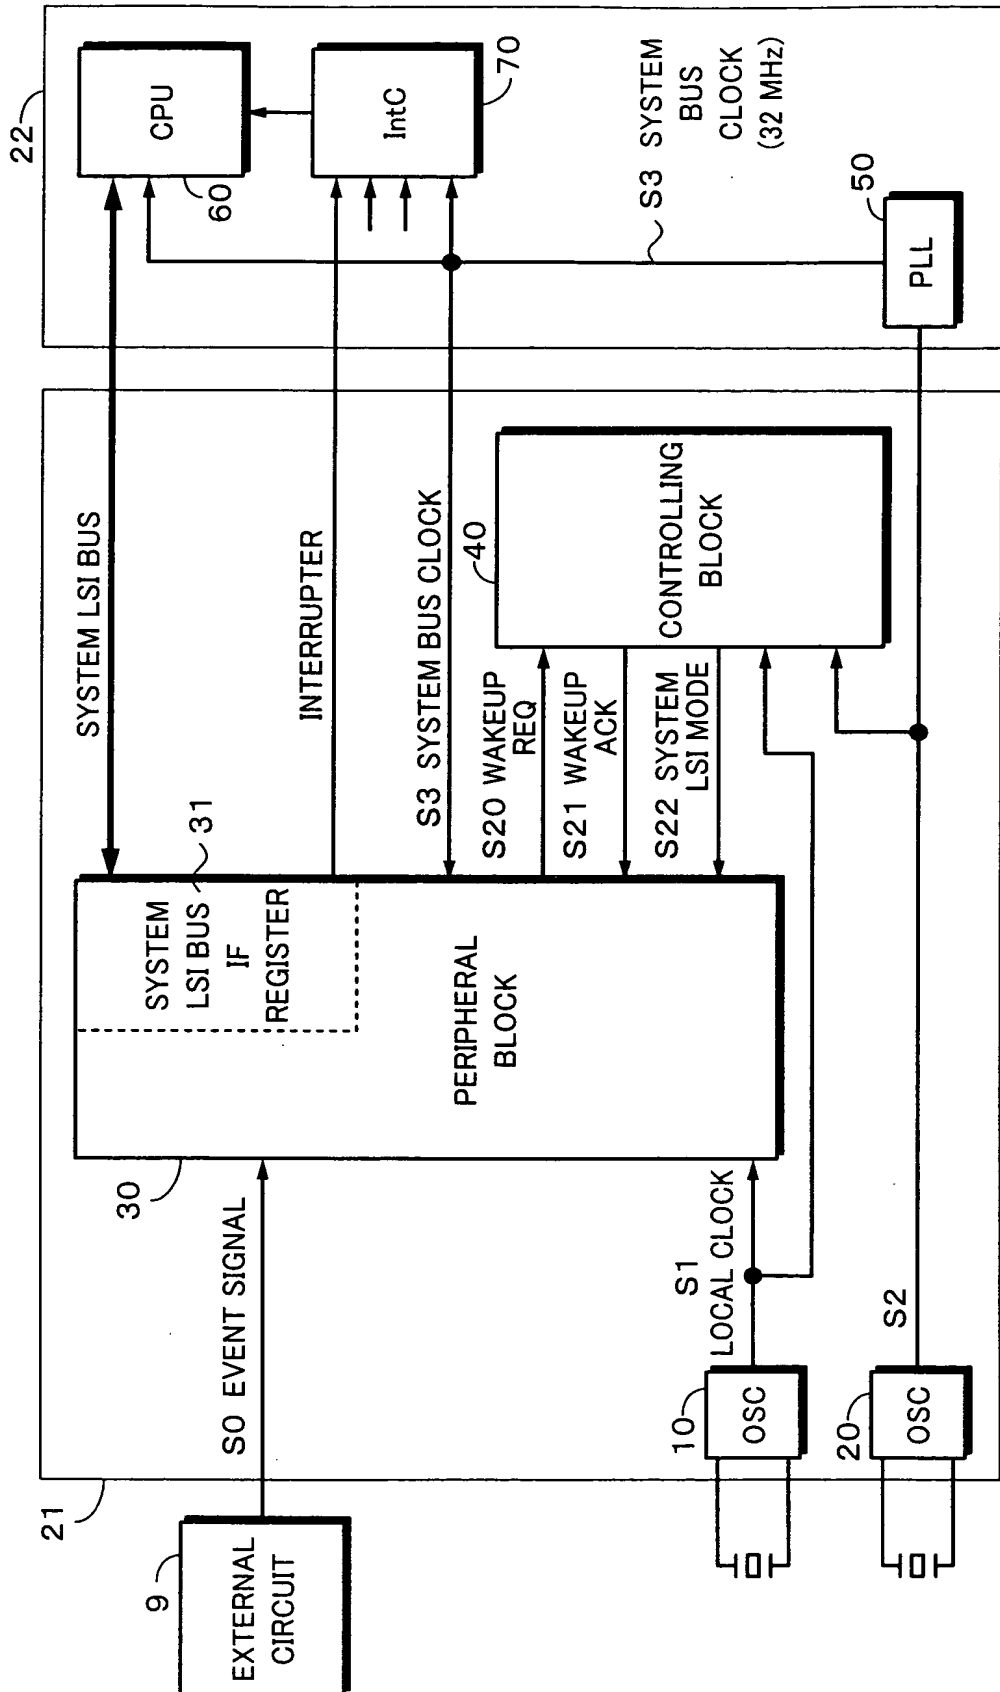 22
CPU
60
IntC
70
S3 SYSTEM
BUS
CLOCK
(32 MHz)
50
PLL
SYSTEM LSI BUS
INTERRUPTER
S3 SYSTEM BUS CLOCK
40
CONTROLLING
BLOCK
S20 WAKEUP
REQ
S21 WAKEUP
ACK
S22 SYSTEM
LSI MODE
SYSTEM
LSI BUS
IF
REGISTER
31
PERIPHERAL
BLOCK
30
S0 EVENT SIGNAL
S1
LOCAL CLOCK
S2
10
OSC
20
OSC
21
9
EXTERNAL
CIRCUIT